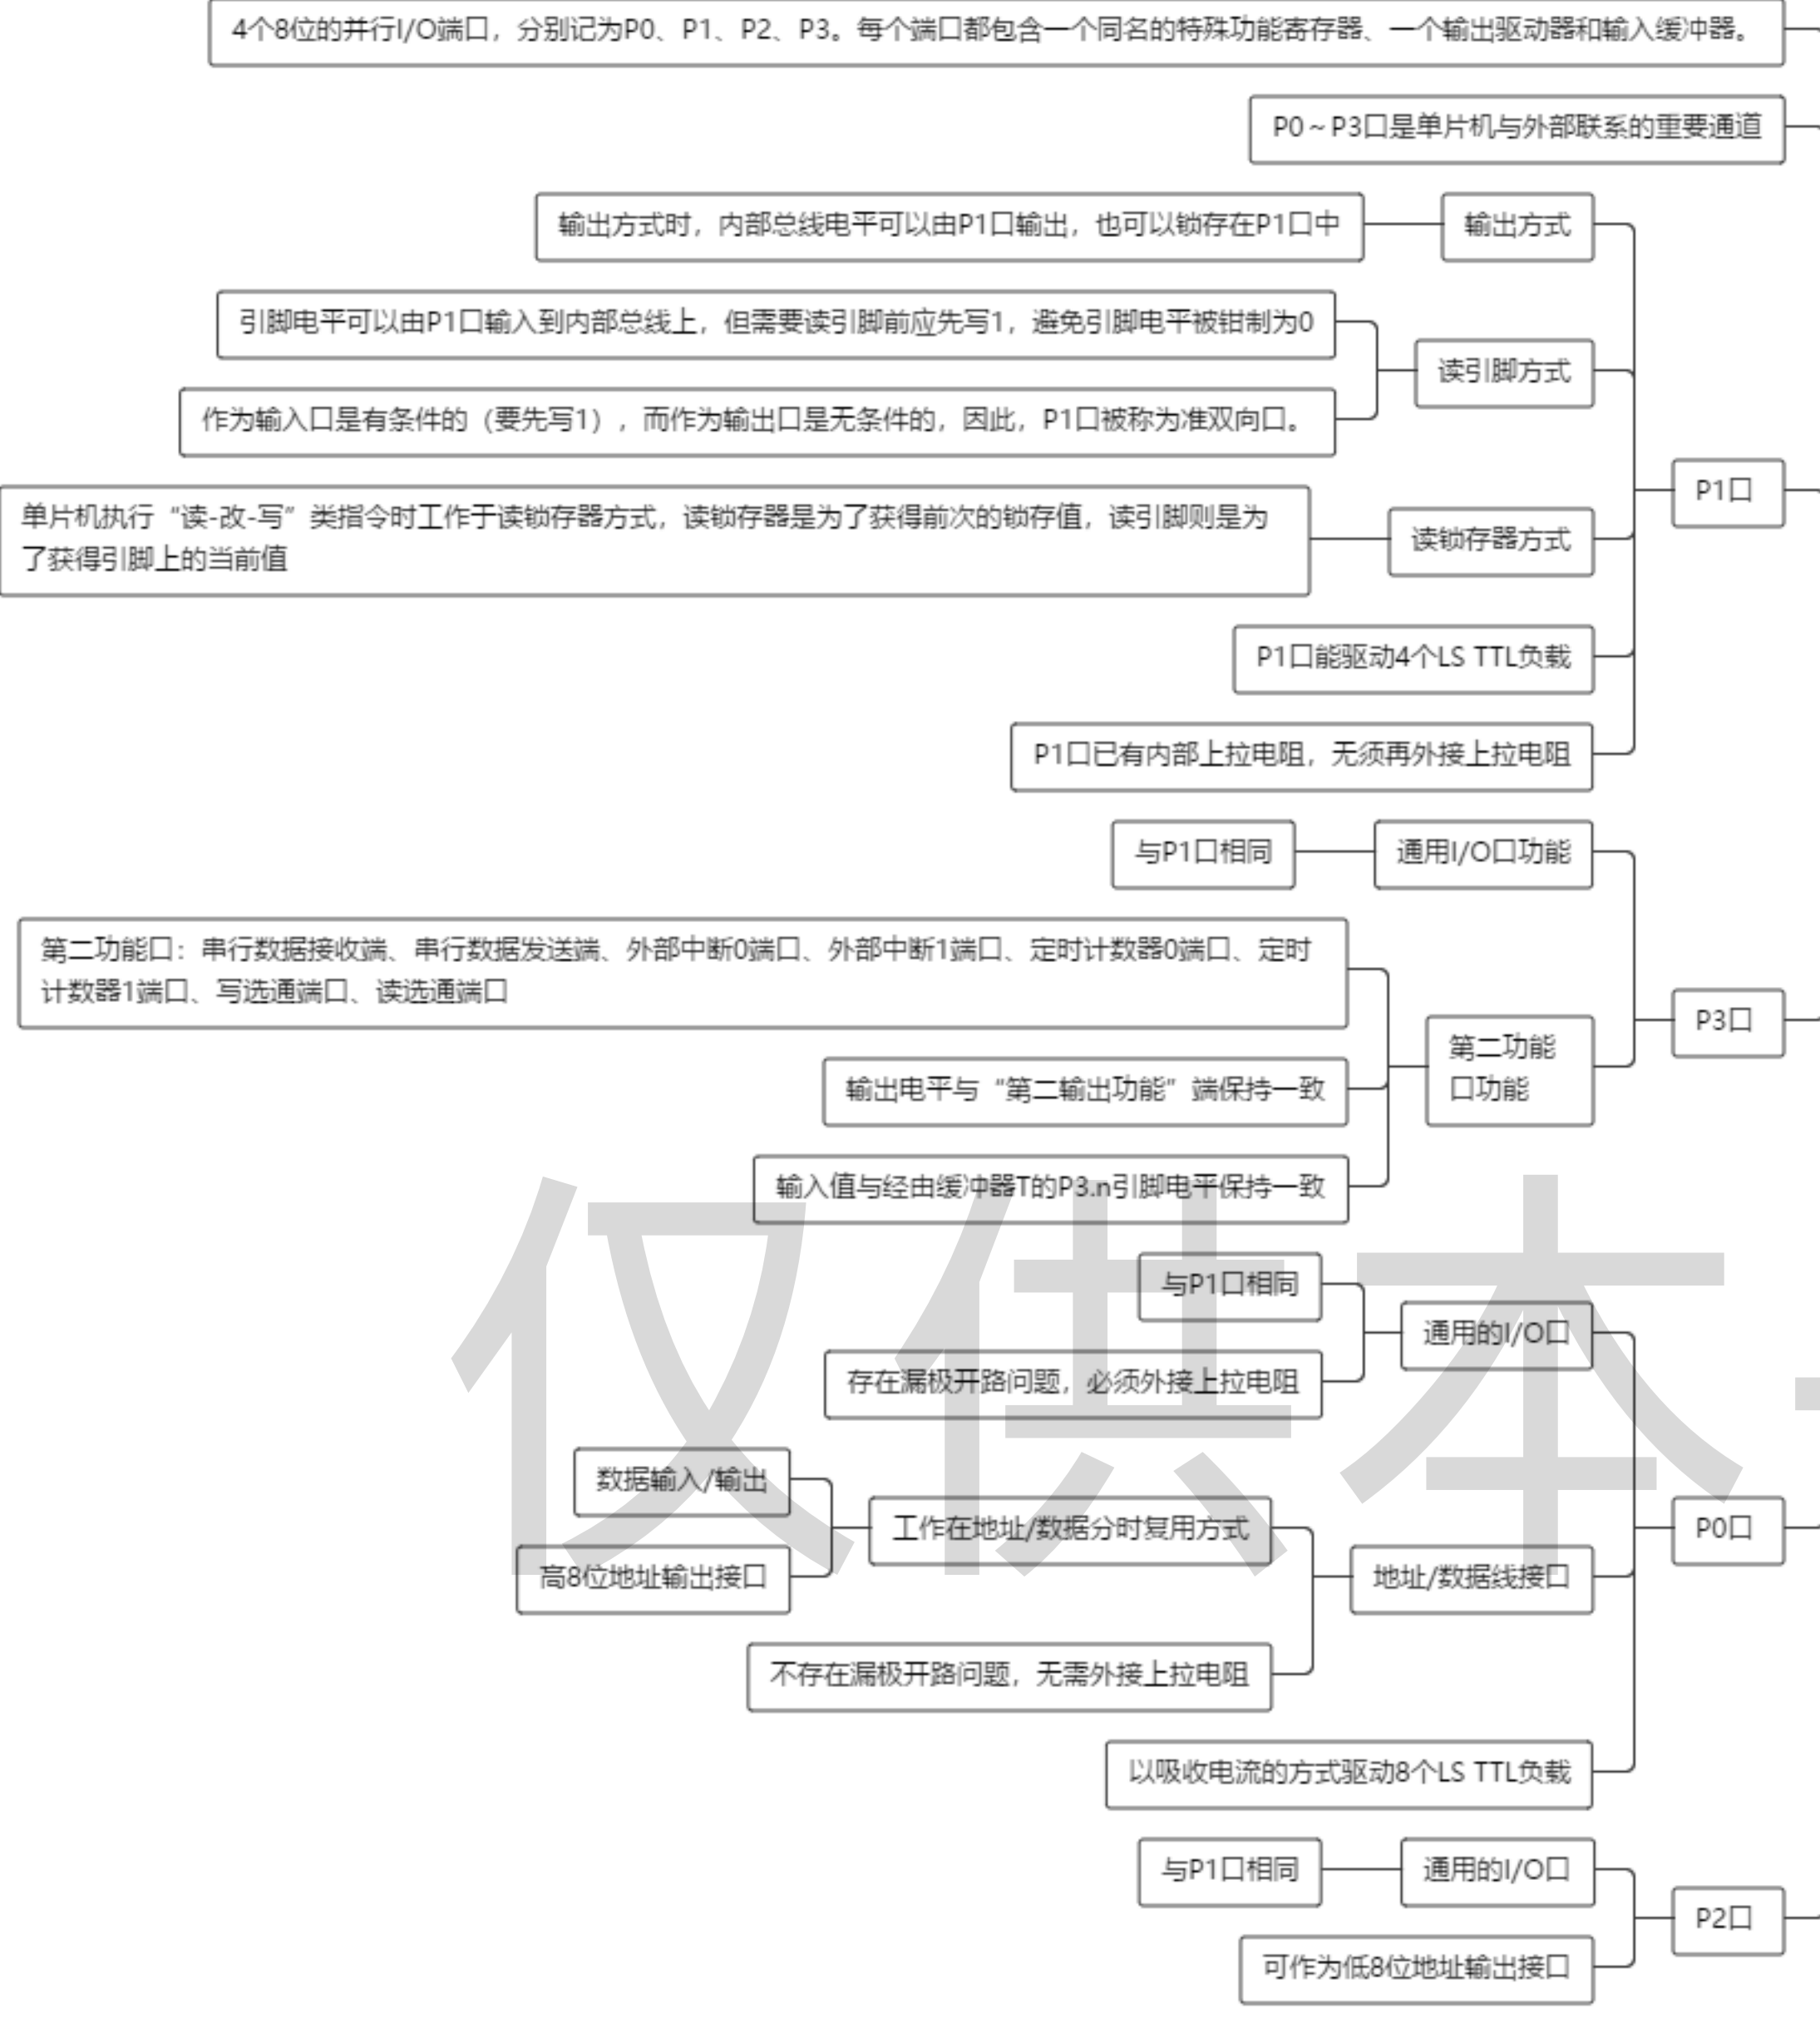 4个8位的并行I/O端口，分别记为P0、P1、P2、P3。每个端口都包含一个同名的特殊功能寄存器、一个输出驱动器和输入缓冲器。
P0～P3口是单片机与外部联系的重要通道
输出方式时，内部总线电平可以由P1口输出，也可以锁存在P1口中
输出方式
引脚电平可以由P1口输入到内部总线上，但需要读引脚前应先写1，避免引脚电平被钳制为0
读引脚方式
作为输入口是有条件的（要先写1），而作为输出口是无条件的，因此，P1口被称为准双向口。
P1口
单片机执行“读-改-写”类指令时工作于读锁存器方式，读锁存器是为了获得前次的锁存值，读引脚则是为
了获得引脚上的当前值
读锁存器方式
P1口能驱动4个LS TTL负载
P1口已有内部上拉电阻，无须再外接上拉电阻
与P1口相同
通用I/O口功能
第二功能口：串行数据接收端、串行数据发送端、外部中断0端口、外部中断1端口、定时计数器0端口、定时
计数器1端口、写选通端口、读选通端口
P3口
第二功能
口功能
输出电平与“第二输出功能”端保持一致
输入值与经由缓冲器T的P3.n引脚电平保持一致
与P1口相同
通用的I/O口
存在漏极开路问题，必须外接上拉电阻
数据输入/输出
工作在地址/数据分时复用方式
P0口
高8位地址输出接口
地址/数据线接口
不存在漏极开路问题，无需外接上拉电阻
以吸收电流的方式驱动8个LS TTL负载
与P1口相同
通用的I/O口
P2口
可作为低8位地址输出接口
仅供本